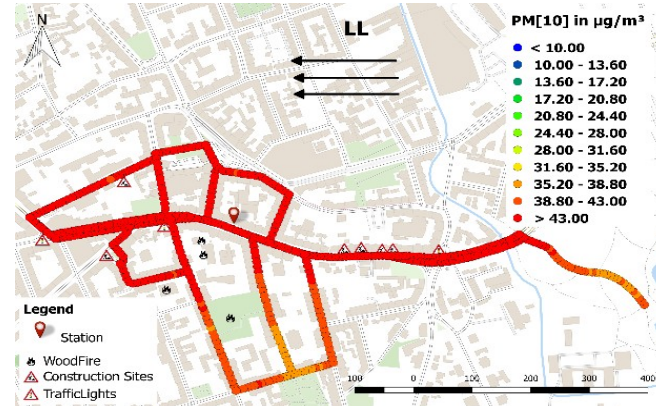 N
LL
PM[10] in µg/m³
< 10.00
10.00 - 13.60
13.60 - 17.20
17.20 - 20.80
20.80 - 24.40
24.40 - 28.00
28.00 - 31.60
31.60 - 35.20
35.20 - 38.80
38.80 - 43.00
> 43.00
Legend
Station
WoodFire
Construction Sites
TrafficLights
100 0 100 200 300 400